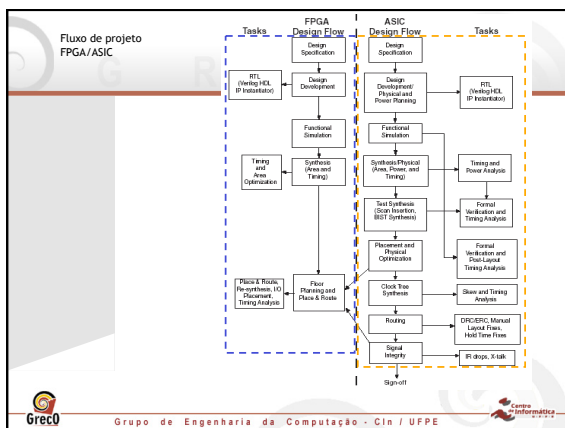 Fluxo de projeto
FPGA/ASIC
Tasks
FPGA
Design Flow
ASIC
Design Flow
Tasks
Design
Specification
Design
Specification
RTL
(Verilog HDL
IP Instantiator)
Design
Development
Design
Development/
Physical and
Power Planning
RTL
(Verilog HDL
IP Instantiator)
Functional
Simulation
Functional
Simulation
Timing
and
Area
Optimization
Synthesis
(Area and
Timing)
Synthesis/Physical
(Area, Power, and
Timing)
Timing and
Power Analysis
Test Synthesis
(Scan Insertion,
BIST Synthesis)
Formal
Verification and
Timing Analysis
Placement and
Physical
Optimization
Formal
Verification and
Post-Layout
Timing Analysis
Place & Route,
Re-synthesis, I/O
Placement,
Timing Analysis
Floor
Planning and
Place & Route
Clock Tree
Synthesis
Skew and Timing
Analysis
Routing
DRC/ERC, Manual
Layout Fixes,
Hold Time Fixes
Signal
Integrity
IR drops, X-talk
Sign-off
GrecO
Grupo de Engenharia da Computação - CIn / UFPE
Centro
de Informática
UFPE